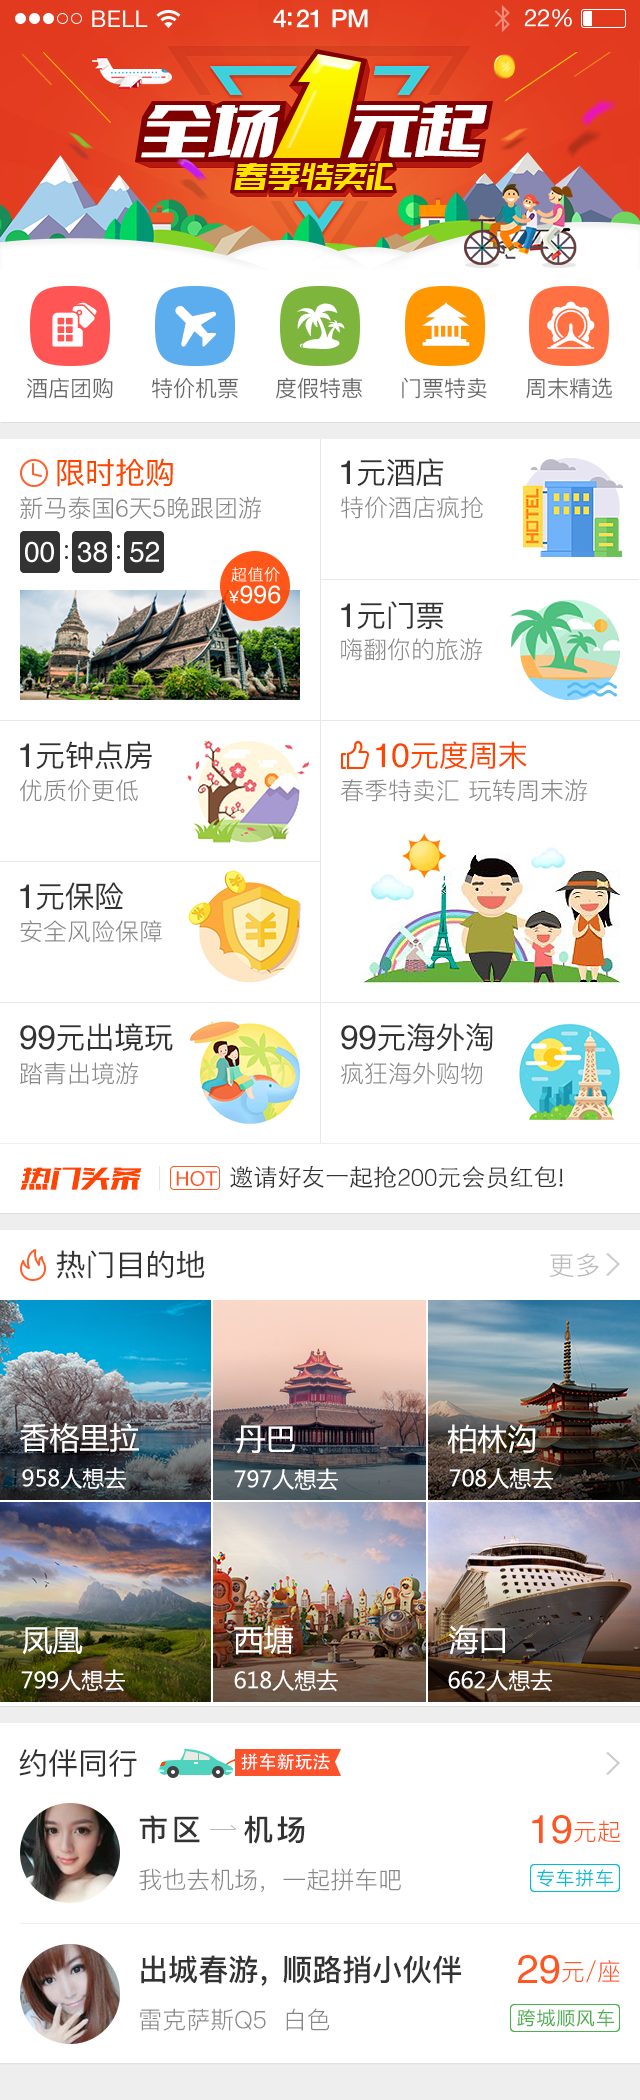 BELL 4:21 PM 22%
全场1元起
春季特卖汇
酒店团购 特价机票 度假特惠 门票特卖 周末精选
限时抢购
新马泰国6天5晚跟团游
00:38:52
超值价
¥996
1元酒店
特价酒店疯抢
HOTEL
1元门票
嗨翻你的旅游
1元钟点房
优质价更低
10元度周末
春季特卖汇 玩转周末游
1元保险
安全风险保障
¥
¥
¥
99元出境玩
踏青出境游
99元海外淘
疯狂海外购物
热门头条 HOT 邀请好友一起抢200元会员红包!
热门目的地 更多
香格里拉
958人想去
丹巴
797人想去
柏林沟
708人想去
凤凰
799人想去
西塘
618人想去
海口
662人想去
约伴同行 拼车新玩法
市区 机场 19元起
我也去机场，一起拼车吧 专车拼车
出城春游，顺路捎小伙伴 29元/座
雷克萨斯Q5 白色 跨城顺风车